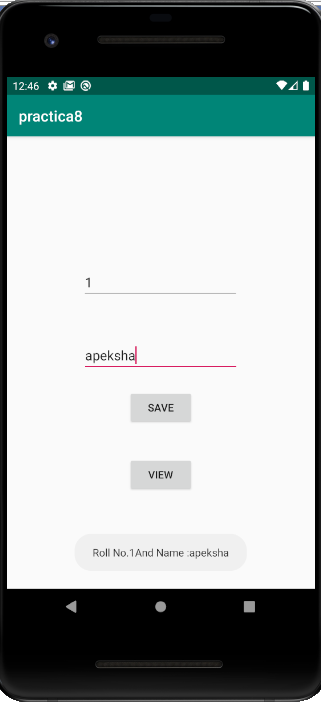 12:46
practica8
1
apeksha
SAVE
VIEW
Roll No.1And Name :apeksha